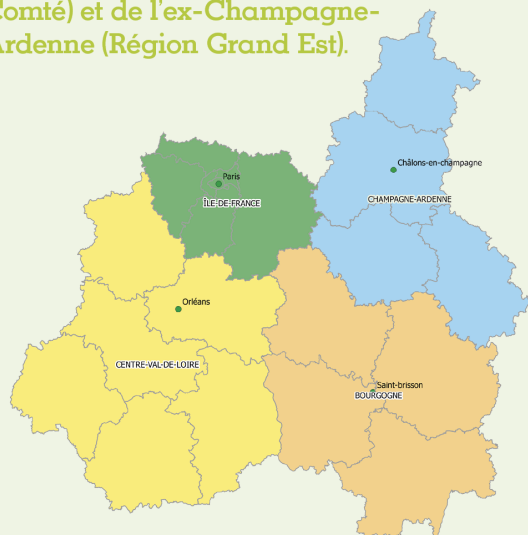 Comté) et de l'ex-Champagne-
Ardenne (Région Grand Est).
Châlons-en-champagne
Paris
CHAMPAGNE-ARDENNE
ÎLE-DE-FRANCE
Orléans
CENTRE-VAL-DE-LOIRE
Saint-brisson
BOURGOGNE